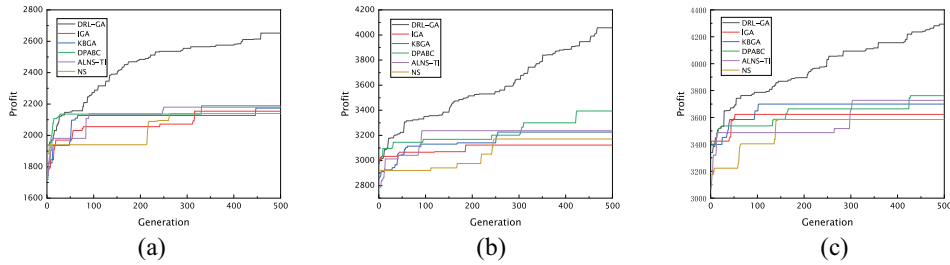 2800
2600
2400
2200
2000
1800
1600
Profit
DRL-GA
IGA
KBGA
DPABC
ALNS-TI
NS
0 100 200 300 400 500
Generation
(a)
4000
3800
3600
3400
3200
3000
2800
Profit
DRL-GA
IGA
KBGA
DPABC
ALNS-TI
NS
0 100 200 300 400 500
Generation
(b)
4400
4200
4000
3800
3600
3400
3200
3000
Profit
DRL-GA
IGA
KBGA
DPABC
ALNS-TI
NS
0 100 200 300 400 500
Generation
(c)